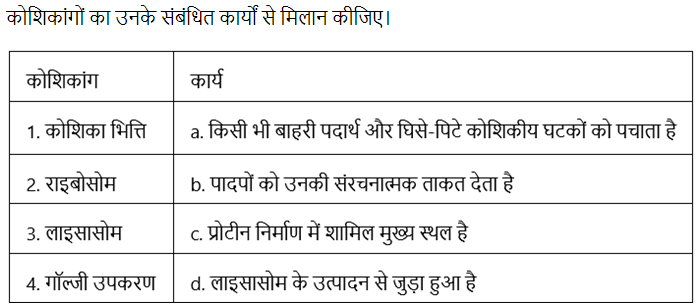 कोशिकांगों का उनके संबंधित कार्यों से मिलान कीजिए।
कोशिकांग कार्य
1. कोशिका भित्ति a. किसी भी बाहरी पदार्थ और घिसे-पिटे कोशिकीय घटकों को पचाता है
2. राइबोसोम b. पादपों को उनकी संरचनात्मक ताकत देता है
3. लाइसासोम c. प्रोटीन निर्माण में शामिल मुख्य स्थल है
4. गॉल्जी उपकरण d. लाइसासोम के उत्पादन से जुड़ा हुआ है